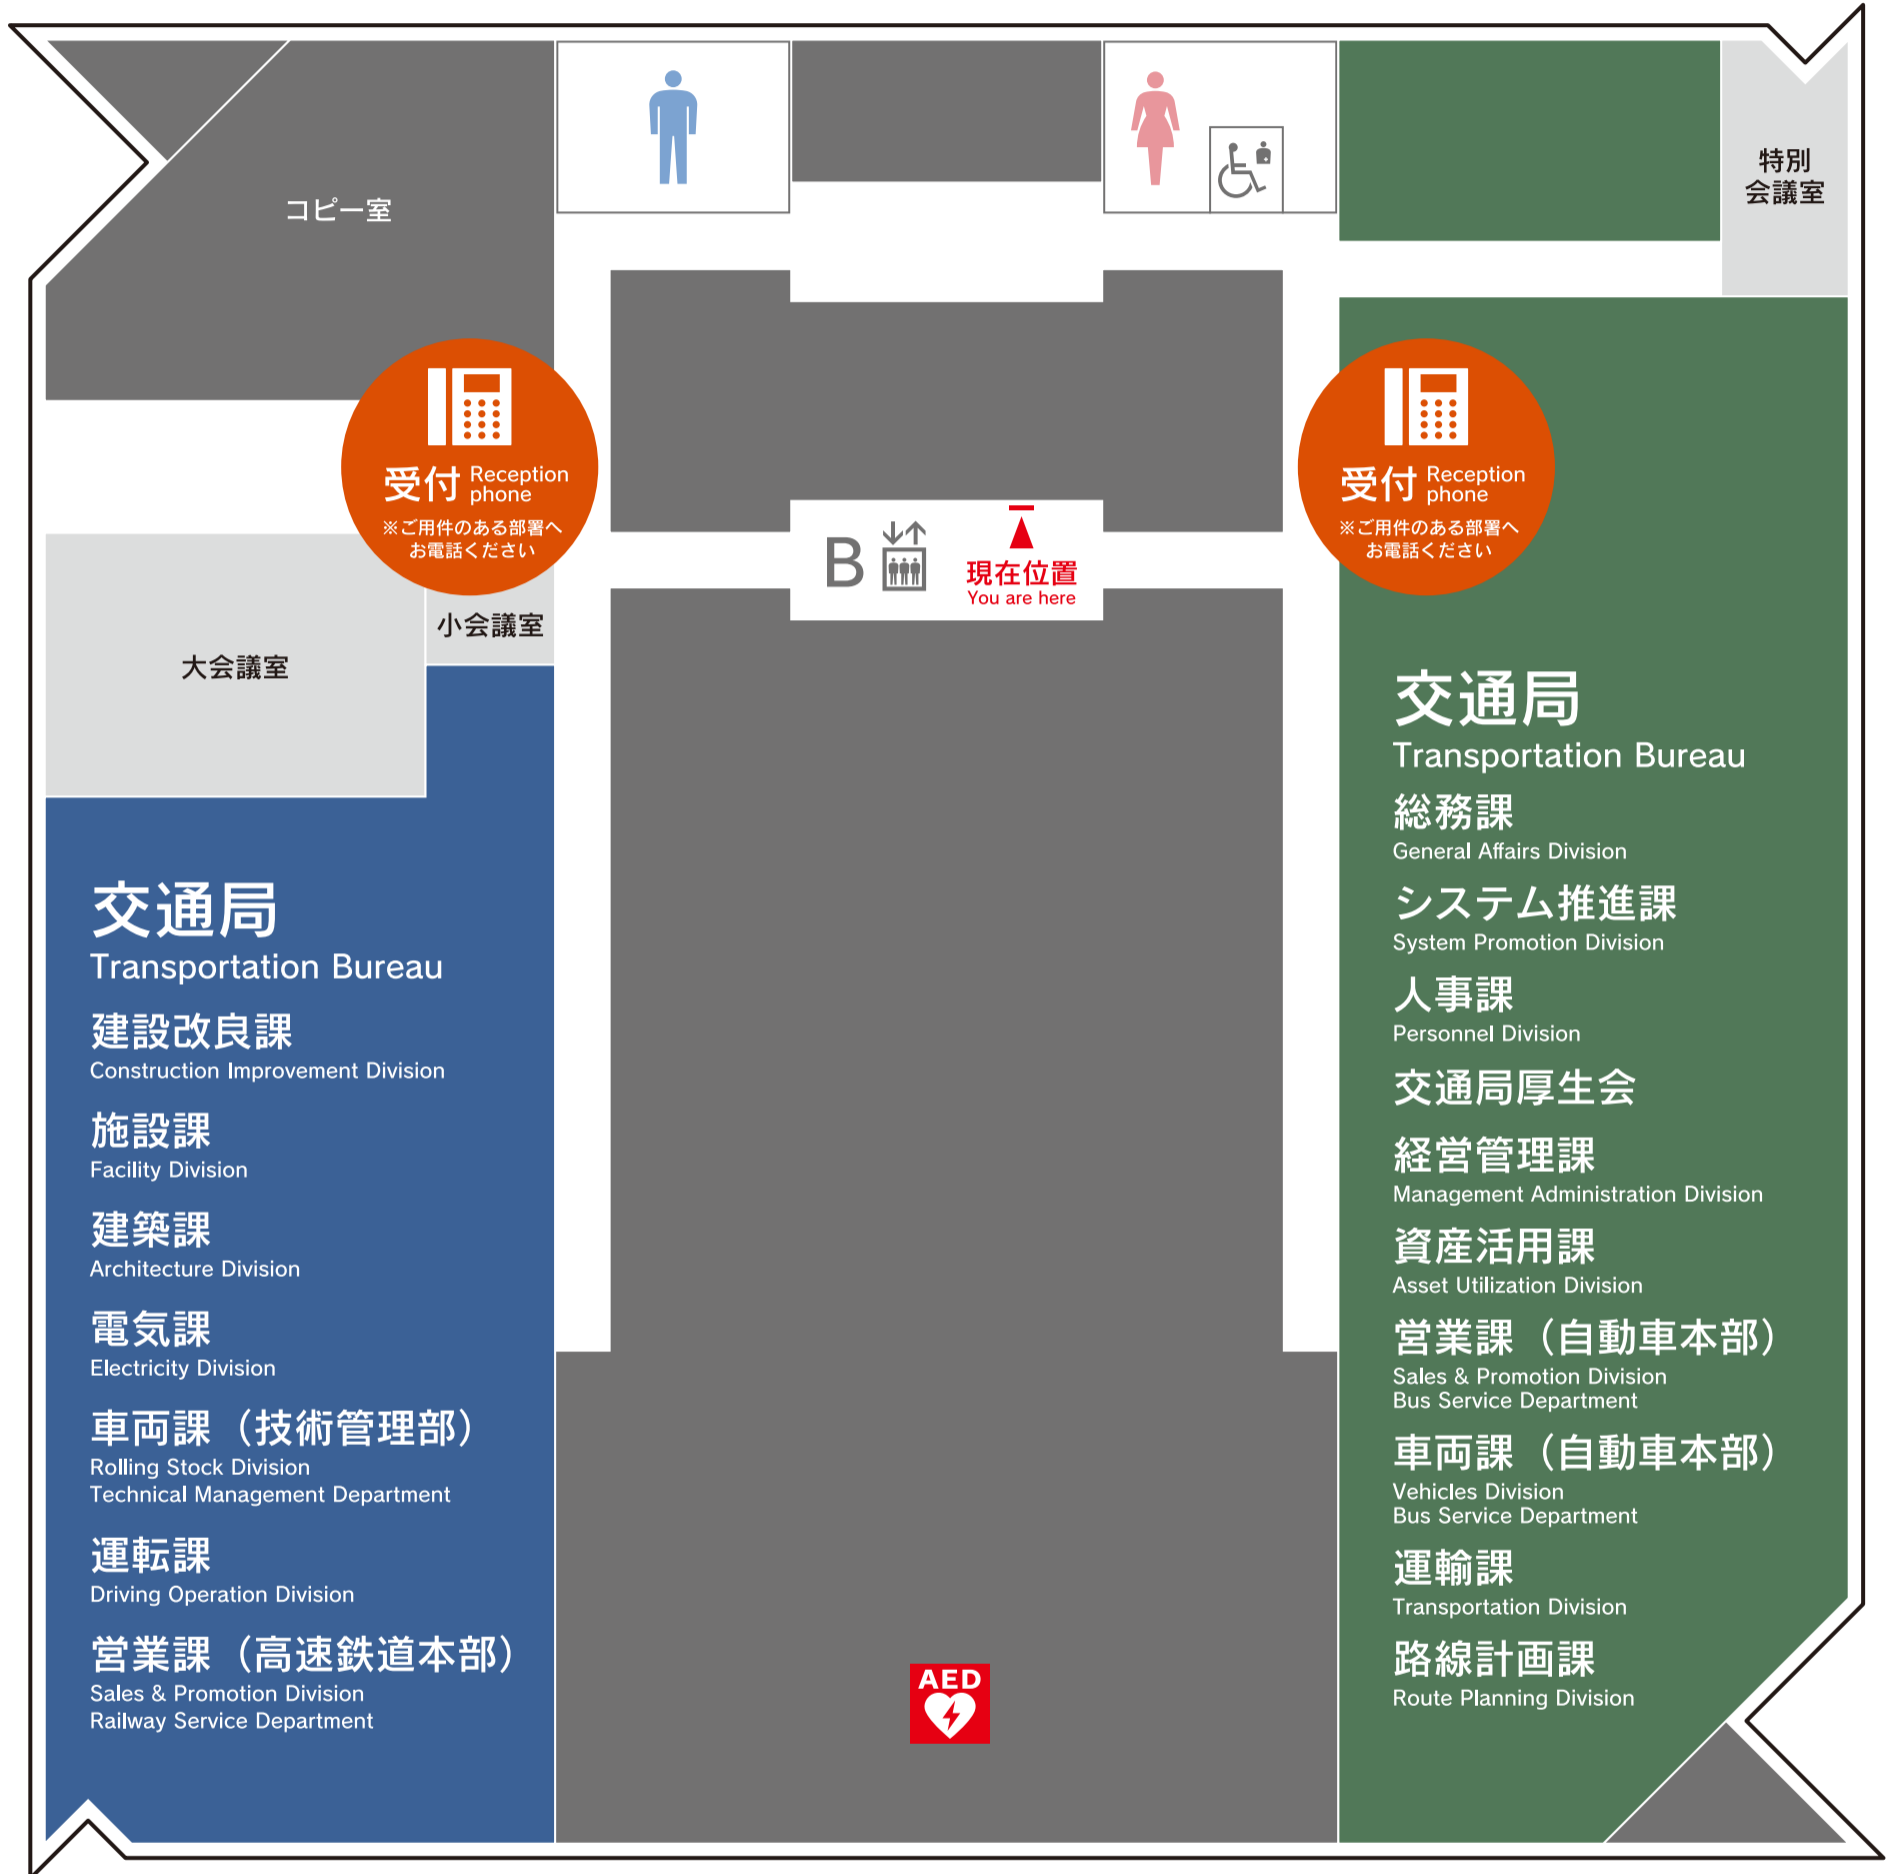 コピー室
特別
会議室
受付 Reception
phone
※ご用件のある部署へ
お電話ください
受付 Reception
phone
※ご用件のある部署へ
お電話ください
B
現在位置
You are here
小会議室
大会議室
交通局
Transportation Bureau
建設改良課
Construction Improvement Division
施設課
Facility Division
建築課
Architecture Division
電気課
Electricity Division
車両課（技術管理部）
Rolling Stock Division
Technical Management Department
運転課
Driving Operation Division
営業課（高速鉄道本部）
Sales & Promotion Division
Railway Service Department
交通局
Transportation Bureau
総務課
General Affairs Division
システム推進課
System Promotion Division
人事課
Personnel Division
交通局厚生会
経営管理課
Management Administration Division
資産活用課
Asset Utilization Division
営業課（自動車本部）
Sales & Promotion Division
Bus Service Department
車両課（自動車本部）
Vehicles Division
Bus Service Department
運輸課
Transportation Division
路線計画課
Route Planning Division
AED